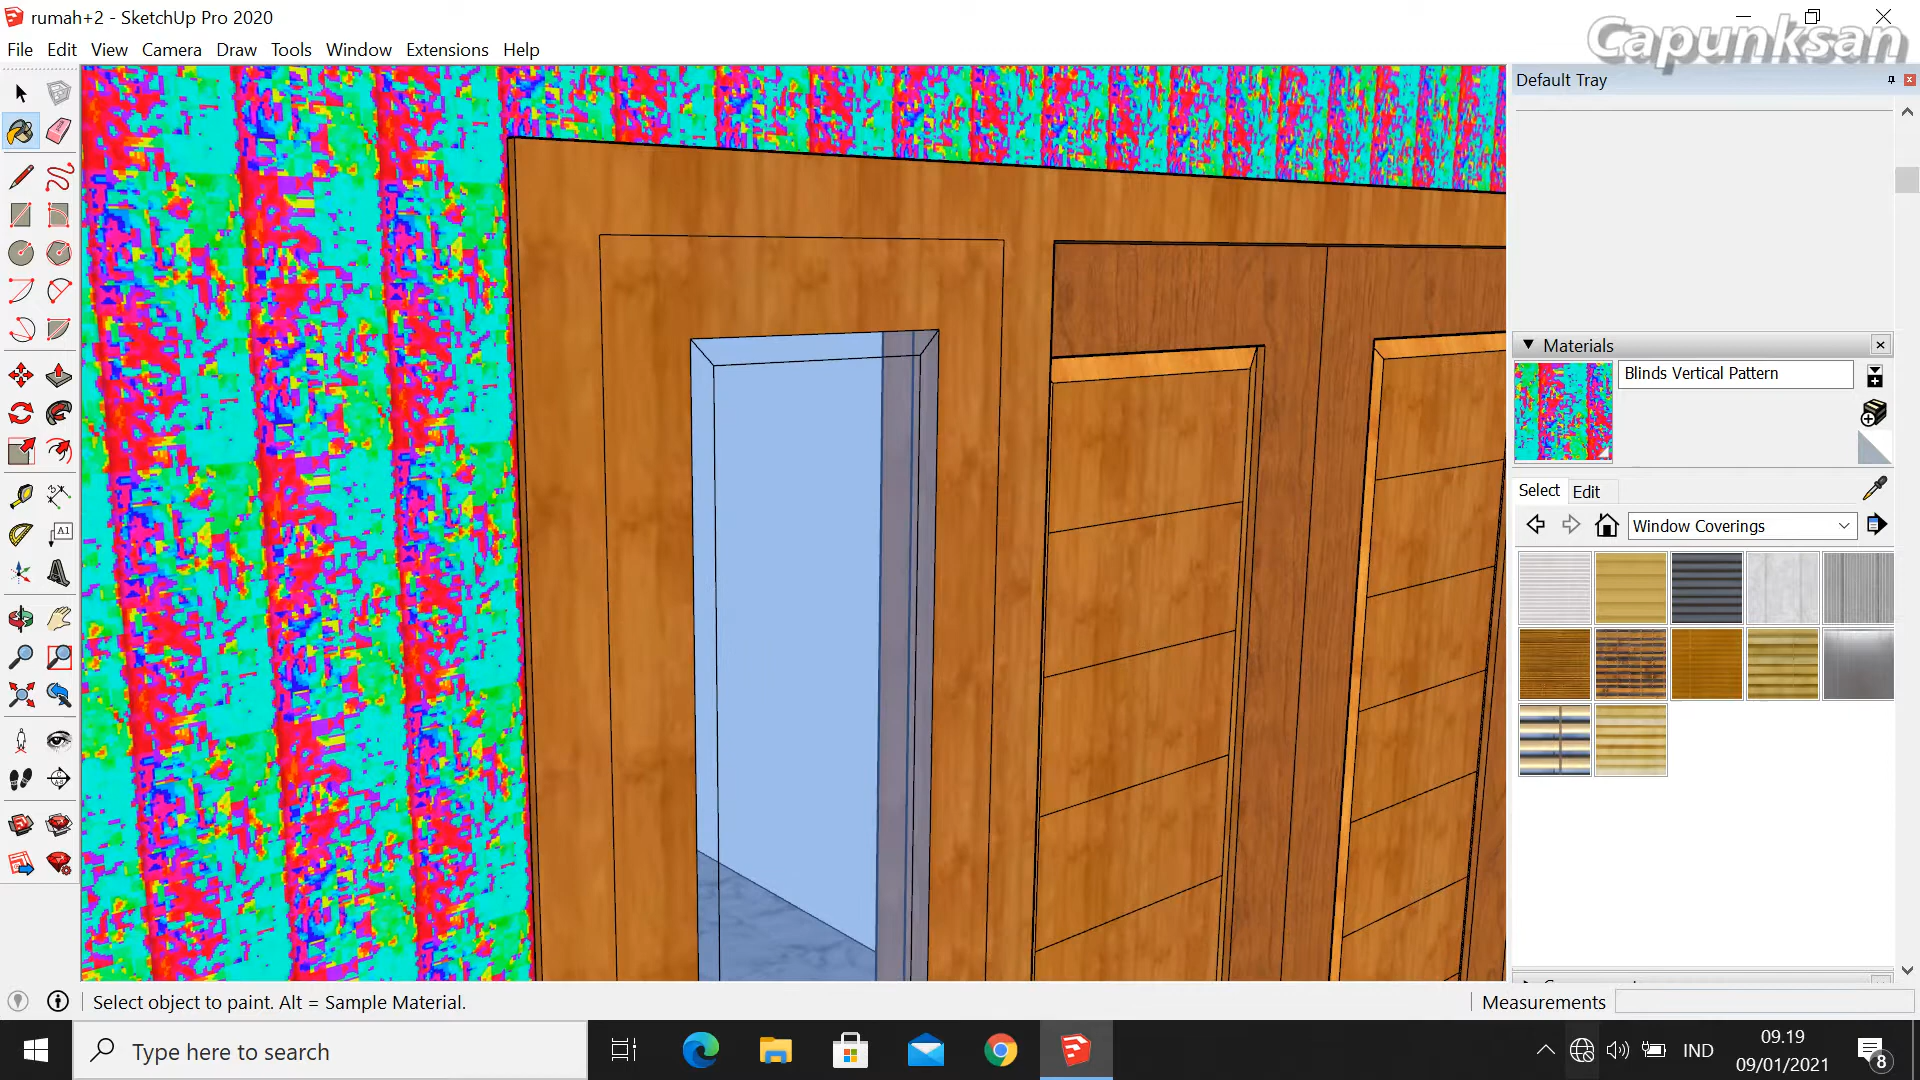 rumah+2 - SketchUp Pro 2020
Capunksan
File Edit View Camera Draw Tools Window Extensions Help
Default Tray
Materials
Blinds Vertical Pattern
Select Edit
Window Coverings
A1
Select object to paint. Alt = Sample Material.
Measurements
Type here to search
IND
09.19
09/01/2021
8